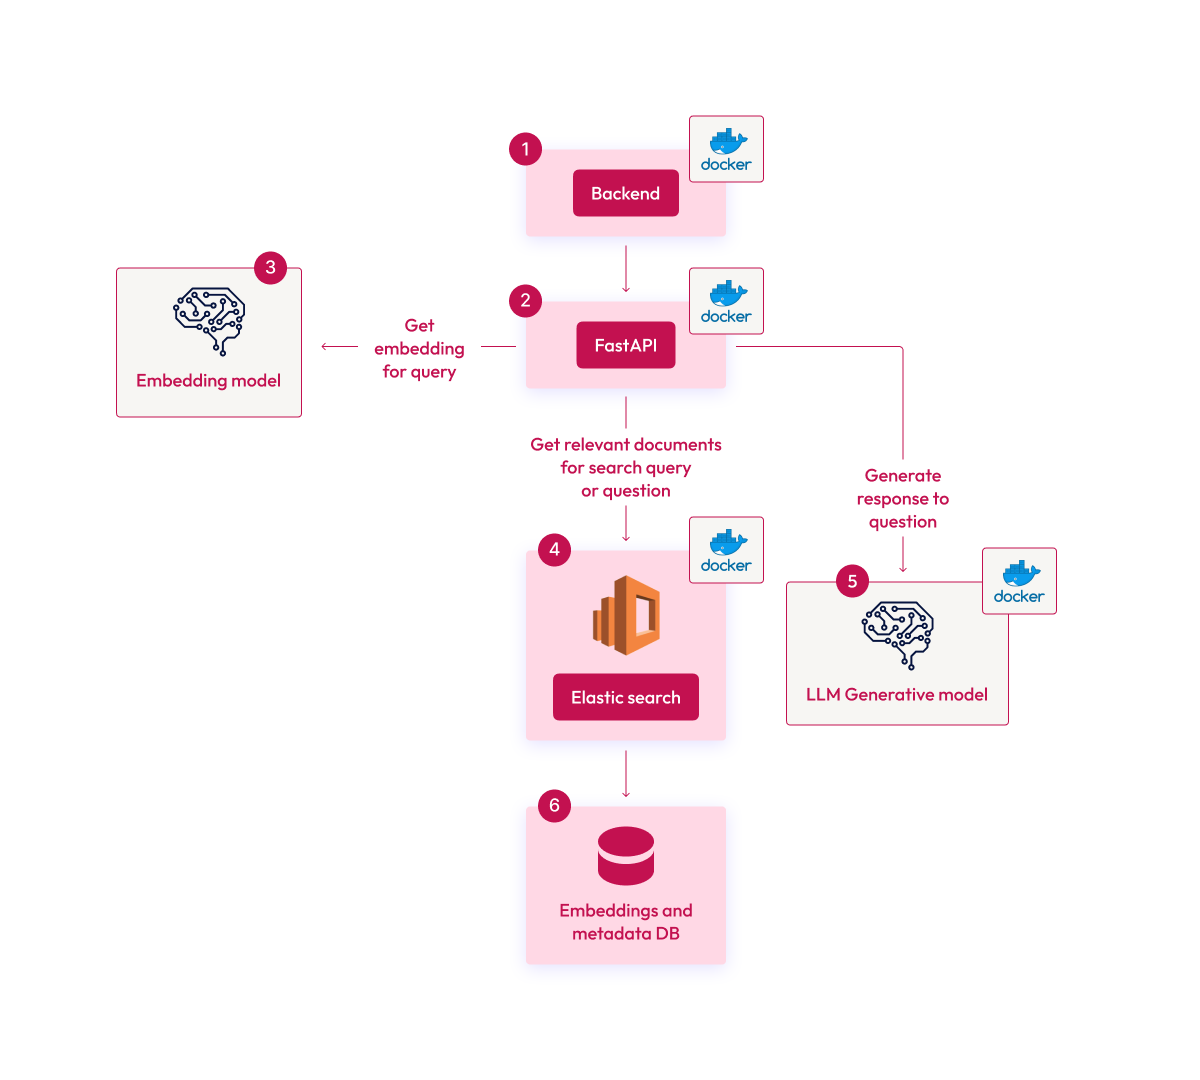 1
docker
Backend
2
docker
FastAPI
3
Embedding model
Get
embedding
for query
Get relevant documents
for search query
or question
Generate
response to
question
4
docker
Elastic search
5
docker
LLM Generative model
6
Embeddings and
metadata DB